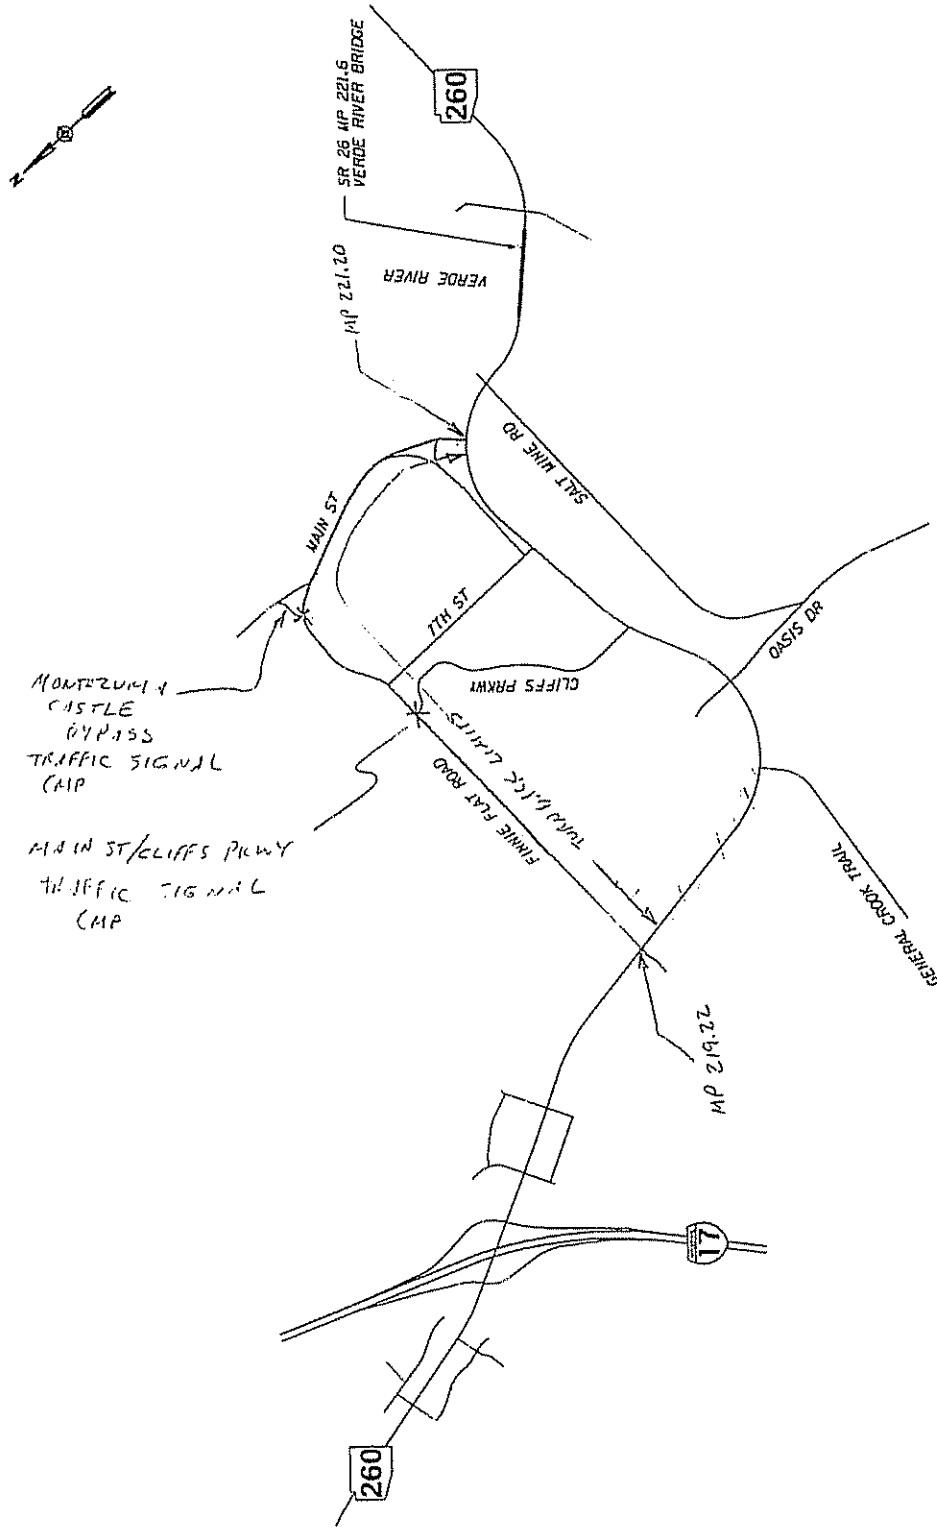 N
260
SR 26 MP 221.6
VERDE RIVER BRIDGE
MP 221.20
VERDE RIVER
SALT MINE RD
MAIN ST
7TH ST
OASIS DR
CLIFFS PRKWY
MONTEZUMA
CASTLE
BYPASS
TRAFFIC SIGNAL
CMP
TURNBACK LIMITS
FINNIE FLAT ROAD
MAIN ST/CLIFFS PKWY
TRAFFIC SIGNAL
CMP
GENERAL CROOK TRAIL
MP 219.22
17
260